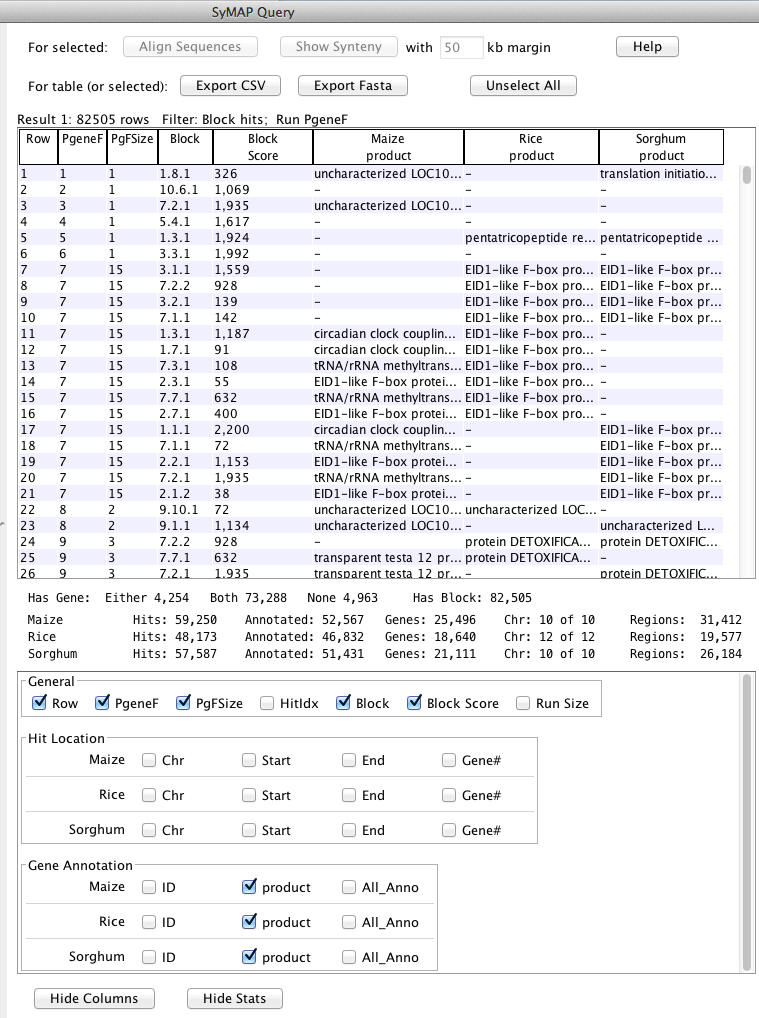 SyMAP Query
For selected: Align Sequences Show Synteny with 50 kb margin Help
For table (or selected): Export CSV Export Fasta Unselect All
Result 1: 82505 rows Filter: Block hits; Run PgeneF
Row PgeneF PgFSize Block Block Score Maize product Rice product Sorghum product
1 1 1 1.8.1 326 uncharacterized LOC10... – translation initiatio...
2 2 1 10.6.1 1,069 – – –
3 3 1 7.2.1 1,935 uncharacterized LOC10... – –
4 4 1 5.4.1 1,617 – – –
5 5 1 1.3.1 1,924 – pentatricopeptide re... pentatricopeptide ...
6 6 1 3.3.1 1,992 – – –
7 7 15 3.1.1 1,559 – EID1-like F-box pro... EID1-like F-box pr...
8 7 15 7.2.2 928 – EID1-like F-box pro... EID1-like F-box pr...
9 7 15 3.2.1 139 – EID1-like F-box pro... EID1-like F-box pr...
10 7 15 7.1.1 142 – EID1-like F-box pro... EID1-like F-box pr...
11 7 15 1.3.1 1,187 circadian clock couplin... EID1-like F-box pro... –
12 7 15 1.7.1 91 circadian clock couplin... EID1-like F-box pro... –
13 7 15 7.3.1 108 tRNA/rRNA methyltrans... EID1-like F-box pro... –
14 7 15 2.3.1 55 EID1-like F-box protei... EID1-like F-box pro... –
15 7 15 7.7.1 632 tRNA/rRNA methyltrans... EID1-like F-box pro... –
16 7 15 2.7.1 400 EID1-like F-box protei... EID1-like F-box pro... –
17 7 15 1.1.1 2,200 circadian clock couplin... – EID1-like F-box pr...
18 7 15 7.1.1 72 tRNA/rRNA methyltrans... – EID1-like F-box pr...
19 7 15 2.2.1 1,153 EID1-like F-box protei... – EID1-like F-box pr...
20 7 15 7.2.1 1,935 tRNA/rRNA methyltrans... – EID1-like F-box pr...
21 7 15 2.1.2 38 EID1-like F-box protei... – EID1-like F-box pr...
22 8 2 9.10.1 72 uncharacterized LOC10... uncharacterized LOC... –
23 8 2 9.1.1 1,134 uncharacterized LOC10... – uncharacterized L...
24 9 3 7.2.2 928 – protein DETOXIFICA... protein DETOXIFIC...
25 9 3 7.7.1 632 transparent testa 12 pr... protein DETOXIFICA... –
26 9 3 7.2.1 1,935 transparent testa 12 pr... – protein DETOXIFIC...
Has Gene: Either 4,254 Both 73,288 None 4,963 Has Block: 82,505
Maize Hits: 59,250 Annotated: 52,567 Genes: 25,496 Chr: 10 of 10 Regions: 31,412
Rice Hits: 48,173 Annotated: 46,832 Genes: 18,640 Chr: 12 of 12 Regions: 19,577
Sorghum Hits: 57,587 Annotated: 51,431 Genes: 21,111 Chr: 10 of 10 Regions: 26,184
General
Row PgeneF PgFSize HitIdx Block Block Score Run Size
Hit Location
Maize Chr Start End Gene#
Rice Chr Start End Gene#
Sorghum Chr Start End Gene#
Gene Annotation
Maize ID product All_Anno
Rice ID product All_Anno
Sorghum ID product All_Anno
Hide Columns Hide Stats